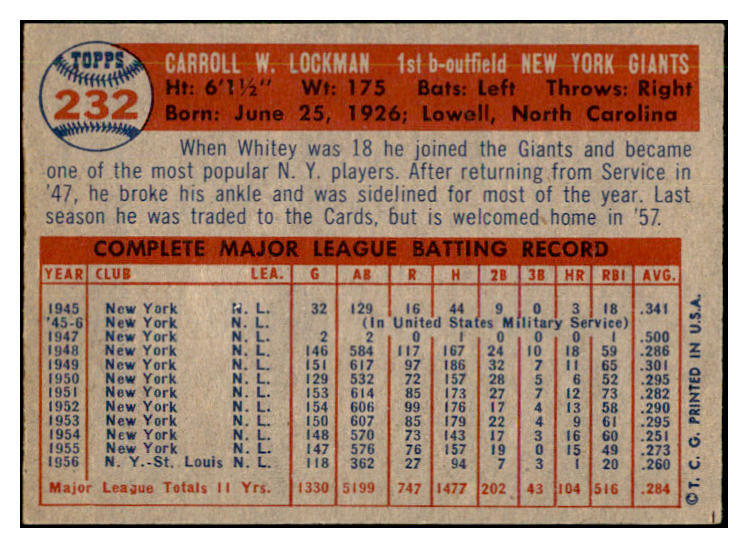 TOPPS
232
CARROLL W. LOCKMAN 1st b-outfield NEW YORK GIANTS
Ht: 6'1½" Wt: 175 Bats: Left Throws: Right
Born: June 25, 1926; Lowell, North Carolina
When Whitey was 18 he joined the Giants and became
one of the most popular N. Y. players. After returning from Service in
'47, he broke his ankle and was sidelined for most of the year. Last
season he was traded to the Cards, but is welcomed home in '57.
COMPLETE MAJOR LEAGUE BATTING RECORD
YEAR CLUB LEA. G AB R H 2B 3B HR RBI AVG.
1945 New York N. L. 32 129 16 44 9 0 3 18 .341
'45-6 New York N. L. (In United States Military Service)
1947 New York N. L. 2 2 0 1 0 0 0 1 .500
1948 New York N. L. 146 584 117 167 24 10 18 59 .286
1949 New York N. L. 151 617 97 186 32 7 11 65 .301
1950 New York N. L. 129 532 72 157 28 5 6 52 .295
1951 New York N. L. 153 614 85 173 27 7 12 73 .282
1952 New York N. L. 154 606 99 176 17 4 13 58 .290
1953 New York N. L. 150 607 85 179 22 4 9 61 .295
1954 New York N. L. 148 570 73 143 17 3 16 60 .251
1955 New York N. L. 147 576 76 157 19 0 15 49 .273
1956 N. Y.-St. Louis N. L. 118 362 27 94 7 3 1 20 .260
Major League Totals 11 Yrs. 1330 5199 747 1477 202 43 104 516 .284
© T. C. G. PRINTED IN U.S.A.